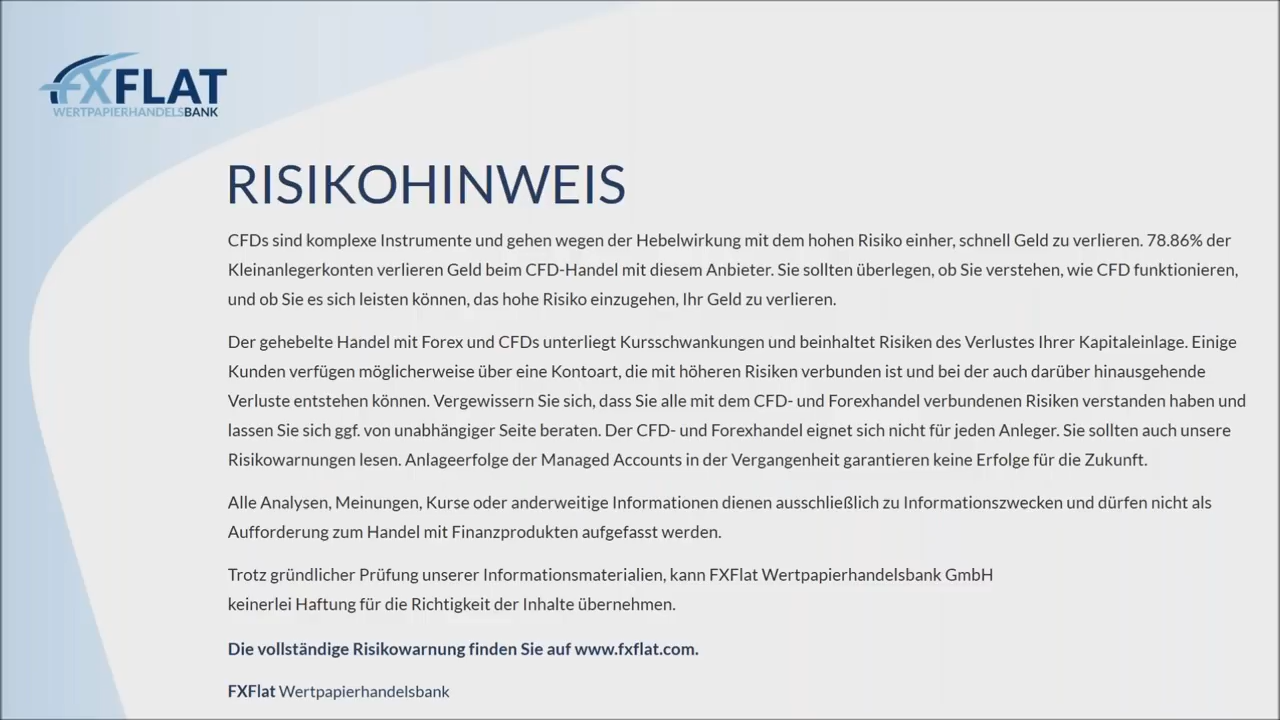 FXFLAT
WERTPAPIERHANDELSBANK
RISIKOHINWEIS
CFDs sind komplexe Instrumente und gehen wegen der Hebelwirkung mit dem hohen Risiko einher, schnell Geld zu verlieren. 78.86% der
Kleinanlegerkonten verlieren Geld beim CFD-Handel mit diesem Anbieter. Sie sollten überlegen, ob Sie verstehen, wie CFD funktionieren,
und ob Sie es sich leisten können, das hohe Risiko einzugehen, Ihr Geld zu verlieren.
Der gehebelte Handel mit Forex und CFDs unterliegt Kursschwankungen und beinhaltet Risiken des Verlustes Ihrer Kapitaleinlage. Einige
Kunden verfügen möglicherweise über eine Kontoart, die mit höheren Risiken verbunden ist und bei der auch darüber hinausgehende
Verluste entstehen können. Vergewissern Sie sich, dass Sie alle mit dem CFD- und Forexhandel verbundenen Risiken verstanden haben und
lassen Sie sich ggf. von unabhängiger Seite beraten. Der CFD- und Forexhandel eignet sich nicht für jeden Anleger. Sie sollten auch unsere
Risikowarnungen lesen. Anlageerfolge der Managed Accounts in der Vergangenheit garantieren keine Erfolge für die Zukunft.
Alle Analysen, Meinungen, Kurse oder anderweitige Informationen dienen ausschließlich zu Informationszwecken und dürfen nicht als
Aufforderung zum Handel mit Finanzprodukten aufgefasst werden.
Trotz gründlicher Prüfung unserer Informationsmaterialien, kann FXFlat Wertpapierhandelsbank GmbH
keinerlei Haftung für die Richtigkeit der Inhalte übernehmen.
Die vollständige Risikowarnung finden Sie auf www.fxflat.com.
FXFlat Wertpapierhandelsbank